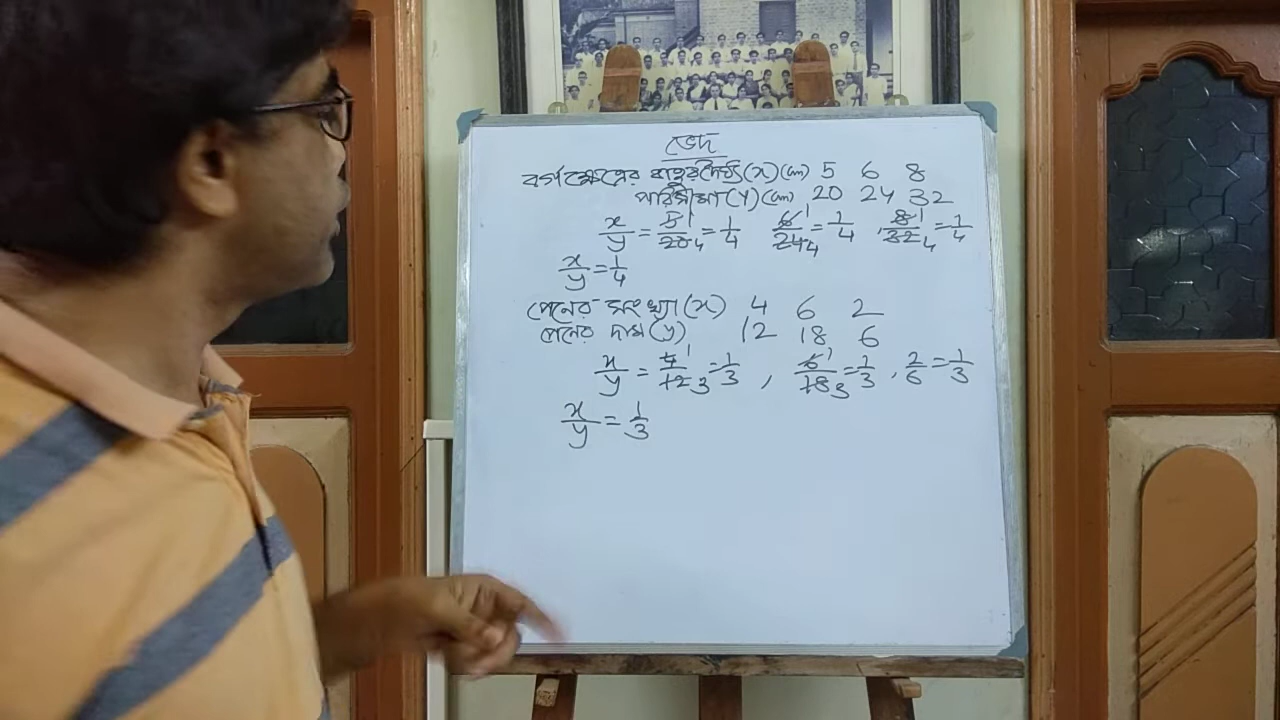 ভেদ
বর্গক্ষেত্রের বাহুর দৈর্ঘ্য (x) (cm) 5 6 8
পরিসীমা (y) (cm) 20 24 32
x/y = 5/20 = 1/4 6/24 = 1/4 , 8/32 = 1/4
x/y = 1/4
পেনের সংখ্যা (x) 4 6 2
পেনের দাম (y) 12 18 6
x/y = 4/12 = 1/3 , 6/18 = 1/3 , 2/6 = 1/3
x/y = 1/3